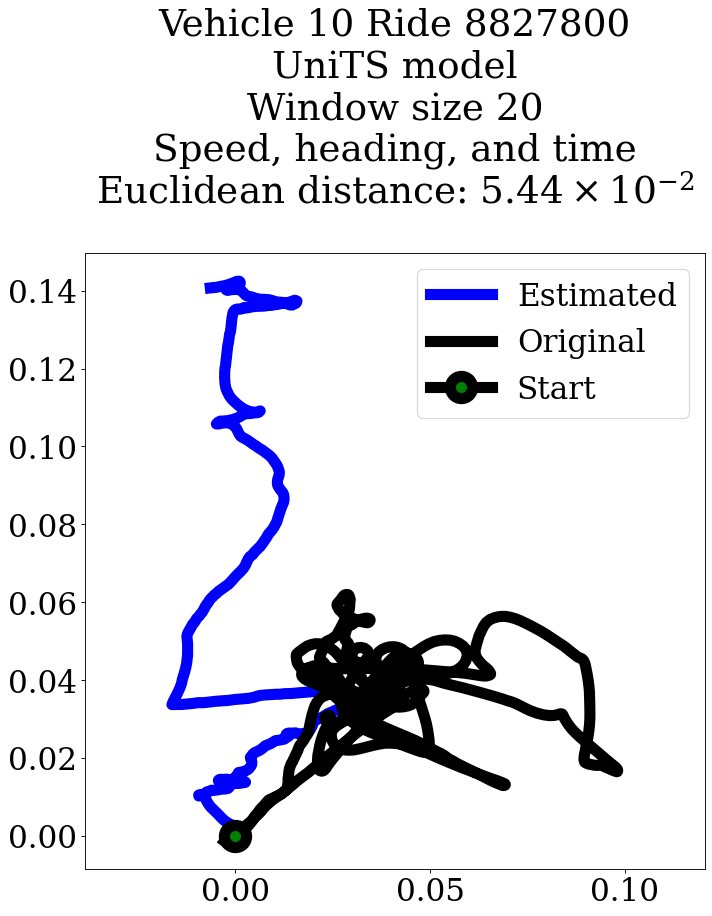 Vehicle 10 Ride 8827800
UniTS model
Window size 20
Speed, heading, and time
Euclidean distance: 5.44 × 10⁻²
Estimated
Original
Start
0.14
0.12
0.10
0.08
0.06
0.04
0.02
0.00
0.00 0.05 0.10